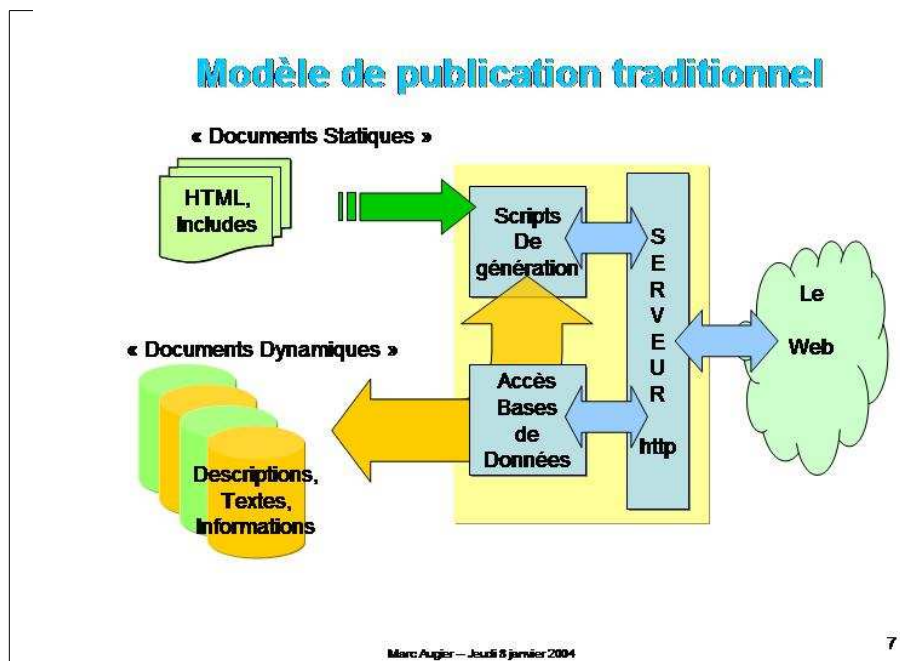 Modèle de publication traditionnel
« Documents Statiques »
HTML,
Includes
Scripts
De
génération
S
E
R
V
E
U
R
http
Le
Web
« Documents Dynamiques »
Accès
Bases
de
Données
Descriptions,
Textes,
Informations
Marc Augier – Jeudi 8 janvier 2004
7